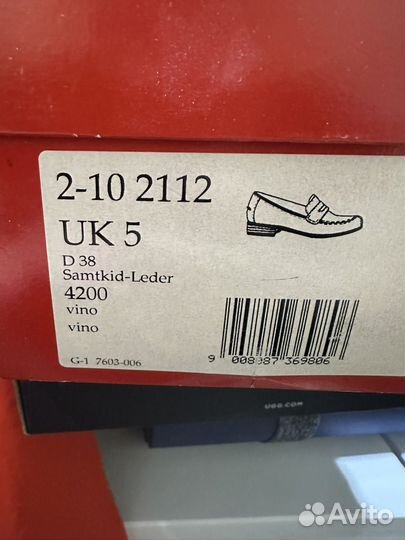 2-10 2112
UK 5
D 38
Samtkid-Leder
4200
vino
vino
G-1 7603-006
9 008087 369806
UGG.COM
Avito